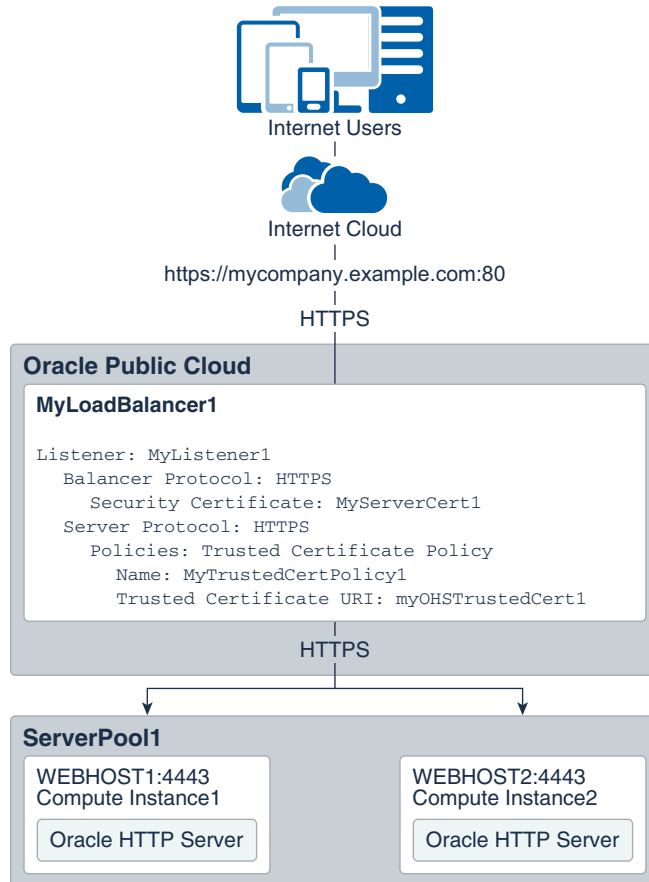 Internet Users
Internet Cloud
https://mycompany.example.com:80
HTTPS
Oracle Public Cloud
MyLoadBalancer1
Listener: MyListener1
Balancer Protocol: HTTPS
Security Certificate: MyServerCert1
Server Protocol: HTTPS
Policies: Trusted Certificate Policy
Name: MyTrustedCertPolicy1
Trusted Certificate URI: myOHSTrustedCert1
HTTPS
ServerPool1
WEBHOST1:4443
Compute Instance1
Oracle HTTP Server
WEBHOST2:4443
Compute Instance2
Oracle HTTP Server